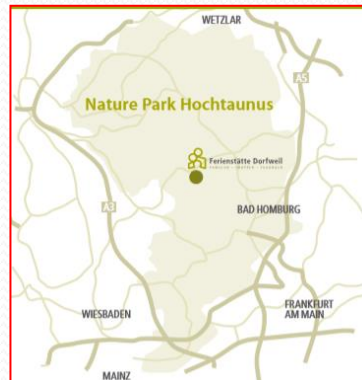 WETZLAR
A5
Nature Park Hochtaunus
Ferienstätte Dorfweil
A3
BAD HOMBURG
WIESBADEN
FRANKFURT
AM MAIN
MAINZ